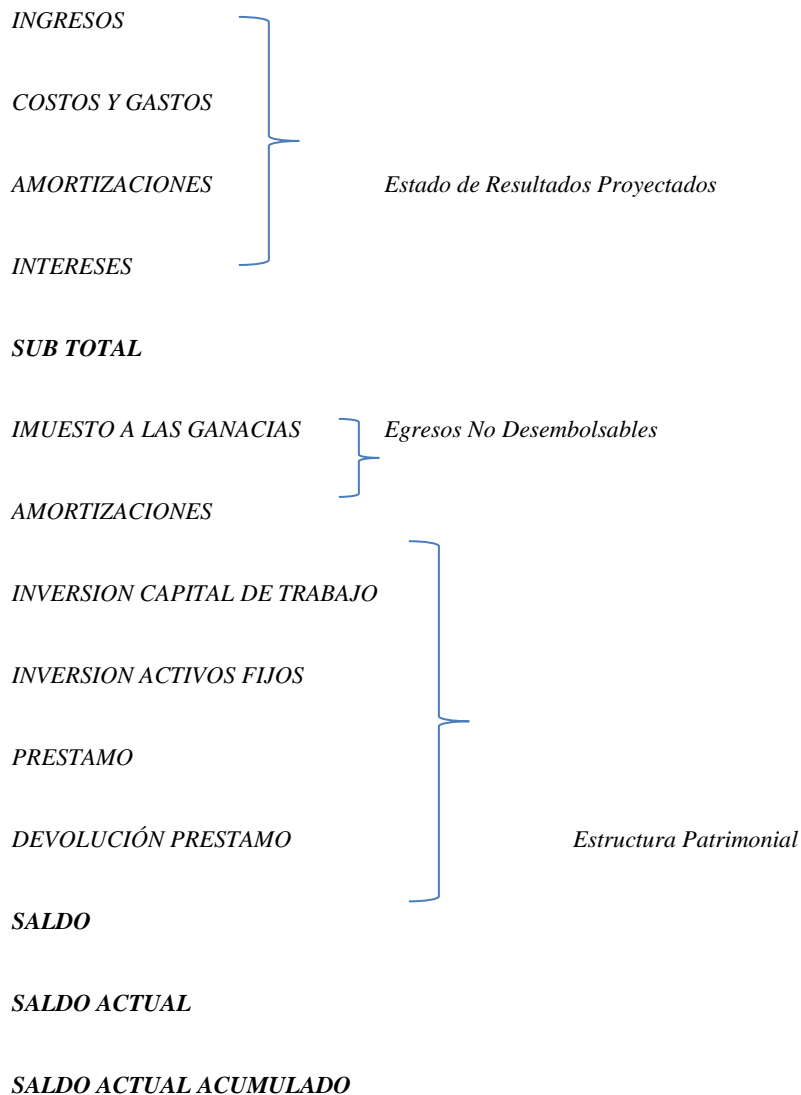 INGRESOS
COSTOS Y GASTOS
AMORTIZACIONES Estado de Resultados Proyectados
INTERESES
SUB TOTAL
IMUESTO A LAS GANACIAS Egresos No Desembolsables
AMORTIZACIONES
INVERSION CAPITAL DE TRABAJO
INVERSION ACTIVOS FIJOS
PRESTAMO
DEVOLUCIÓN PRESTAMO Estructura Patrimonial
SALDO
SALDO ACTUAL
SALDO ACTUAL ACUMULADO